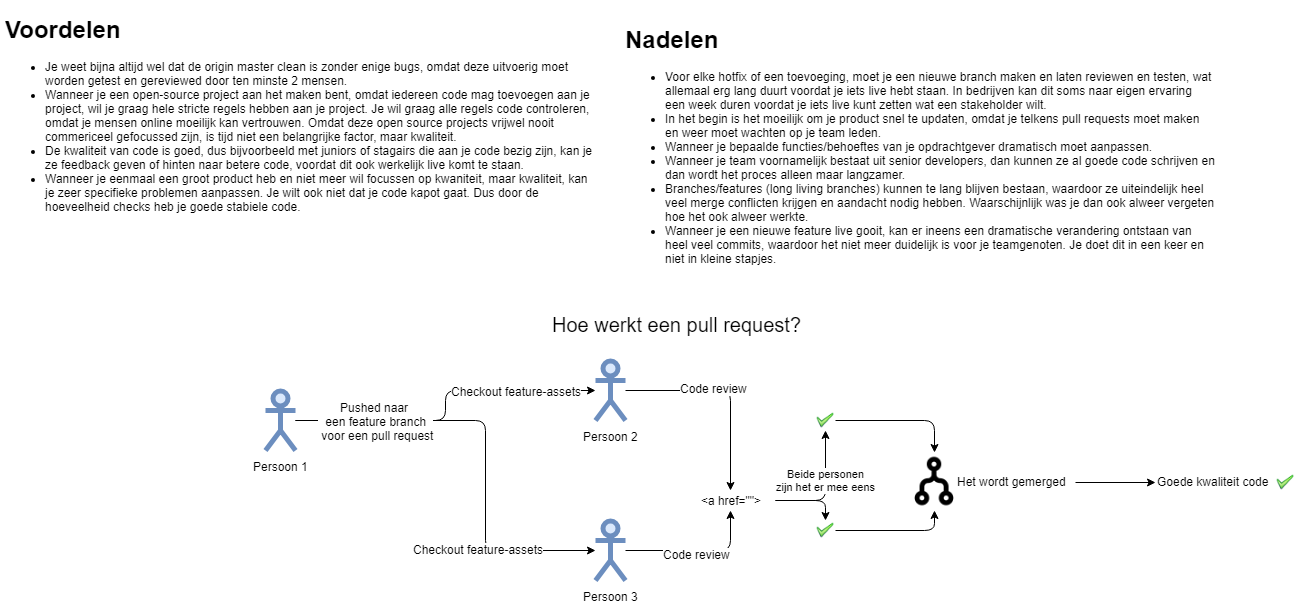 Voordelen
Je weet bijna altijd wel dat de origin master clean is zonder enige bugs, omdat deze uitvoerig moet
worden getest en gereviewed door ten minste 2 mensen.
Wanneer je een open-source project aan het maken bent, omdat iedereen code mag toevoegen aan je
project, wil je graag hele stricte regels hebben aan je project. Je wil graag alle regels code controleren,
omdat je mensen online moeilijk kan vertrouwen. Omdat deze open source projects vrijwel nooit
commericeel gefocussed zijn, is tijd niet een belangrijke factor, maar kwaliteit.
De kwaliteit van code is goed, dus bijvoorbeeld met juniors of stagairs die aan je code bezig zijn, kan je
ze feedback geven of hinten naar betere code, voordat dit ook werkelijk live komt te staan.
Wanneer je eenmaal een groot product heb en niet meer wil focussen op kwaniteit, maar kwaliteit, kan
je zeer specifieke problemen aanpassen. Je wilt ook niet dat je code kapot gaat. Dus door de
hoeveelheid checks heb je goede stabiele code.
Nadelen
Voor elke hotfix of een toevoeging, moet je een nieuwe branch maken en laten reviewen en testen, wat
allemaal erg lang duurt voordat je iets live hebt staan. In bedrijven kan dit soms naar eigen ervaring
een week duren voordat je iets live kunt zetten wat een stakeholder wilt.
In het begin is het moeilijk om je product snel te updaten, omdat je telkens pull requests moet maken
en weer moet wachten op je team leden.
Wanneer je bepaalde functies/behoeftes van je opdrachtgever dramatisch moet aanpassen.
Wanneer je team voornamelijk bestaat uit senior developers, dan kunnen ze al goede code schrijven en
dan wordt het proces alleen maar langzamer.
Branches/features (long living branches) kunnen te lang blijven bestaan, waardoor ze uiteindelijk heel
veel merge conflicten krijgen en aandacht nodig hebben. Waarschijnlijk was je dan ook alweer vergeten
hoe het ook alweer werkte.
Wanneer je een nieuwe feature live gooit, kan er ineens een dramatische verandering ontstaan van
heel veel commits, waardoor het niet meer duidelijk is voor je teamgenoten. Je doet dit in een keer en
niet in kleine stapjes.
Hoe werkt een pull request?
Persoon 1
Pushed naar
een feature branch
voor een pull request
Checkout feature-assets
Persoon 2
Code review
Checkout feature-assets
Persoon 3
Code review
<a href="">
Beide personen
zijn het er mee eens
Het wordt gemerged
Goede kwaliteit code